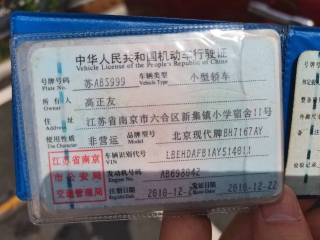 中华人民共和国机动车行驶证
Vehicle License of the People's Republic of China
号牌号码 Plate No. 苏AB5999 车辆类型 Vehicle Type 小型轿车
所有人 Owner 高正友
住址 Address 江苏省南京市六合区新集镇小学宿舍11号
使用性质 Use Character 非营运 品牌型号 Model 北京现代牌BH7167AY
江苏省南京市公安局交通管理局
车辆识别代号 VIN LBEHDAFB1AY514011
发动机号码 Engine No. AB698042
注册日期 2010-12-22 发证日期 2010-12-22